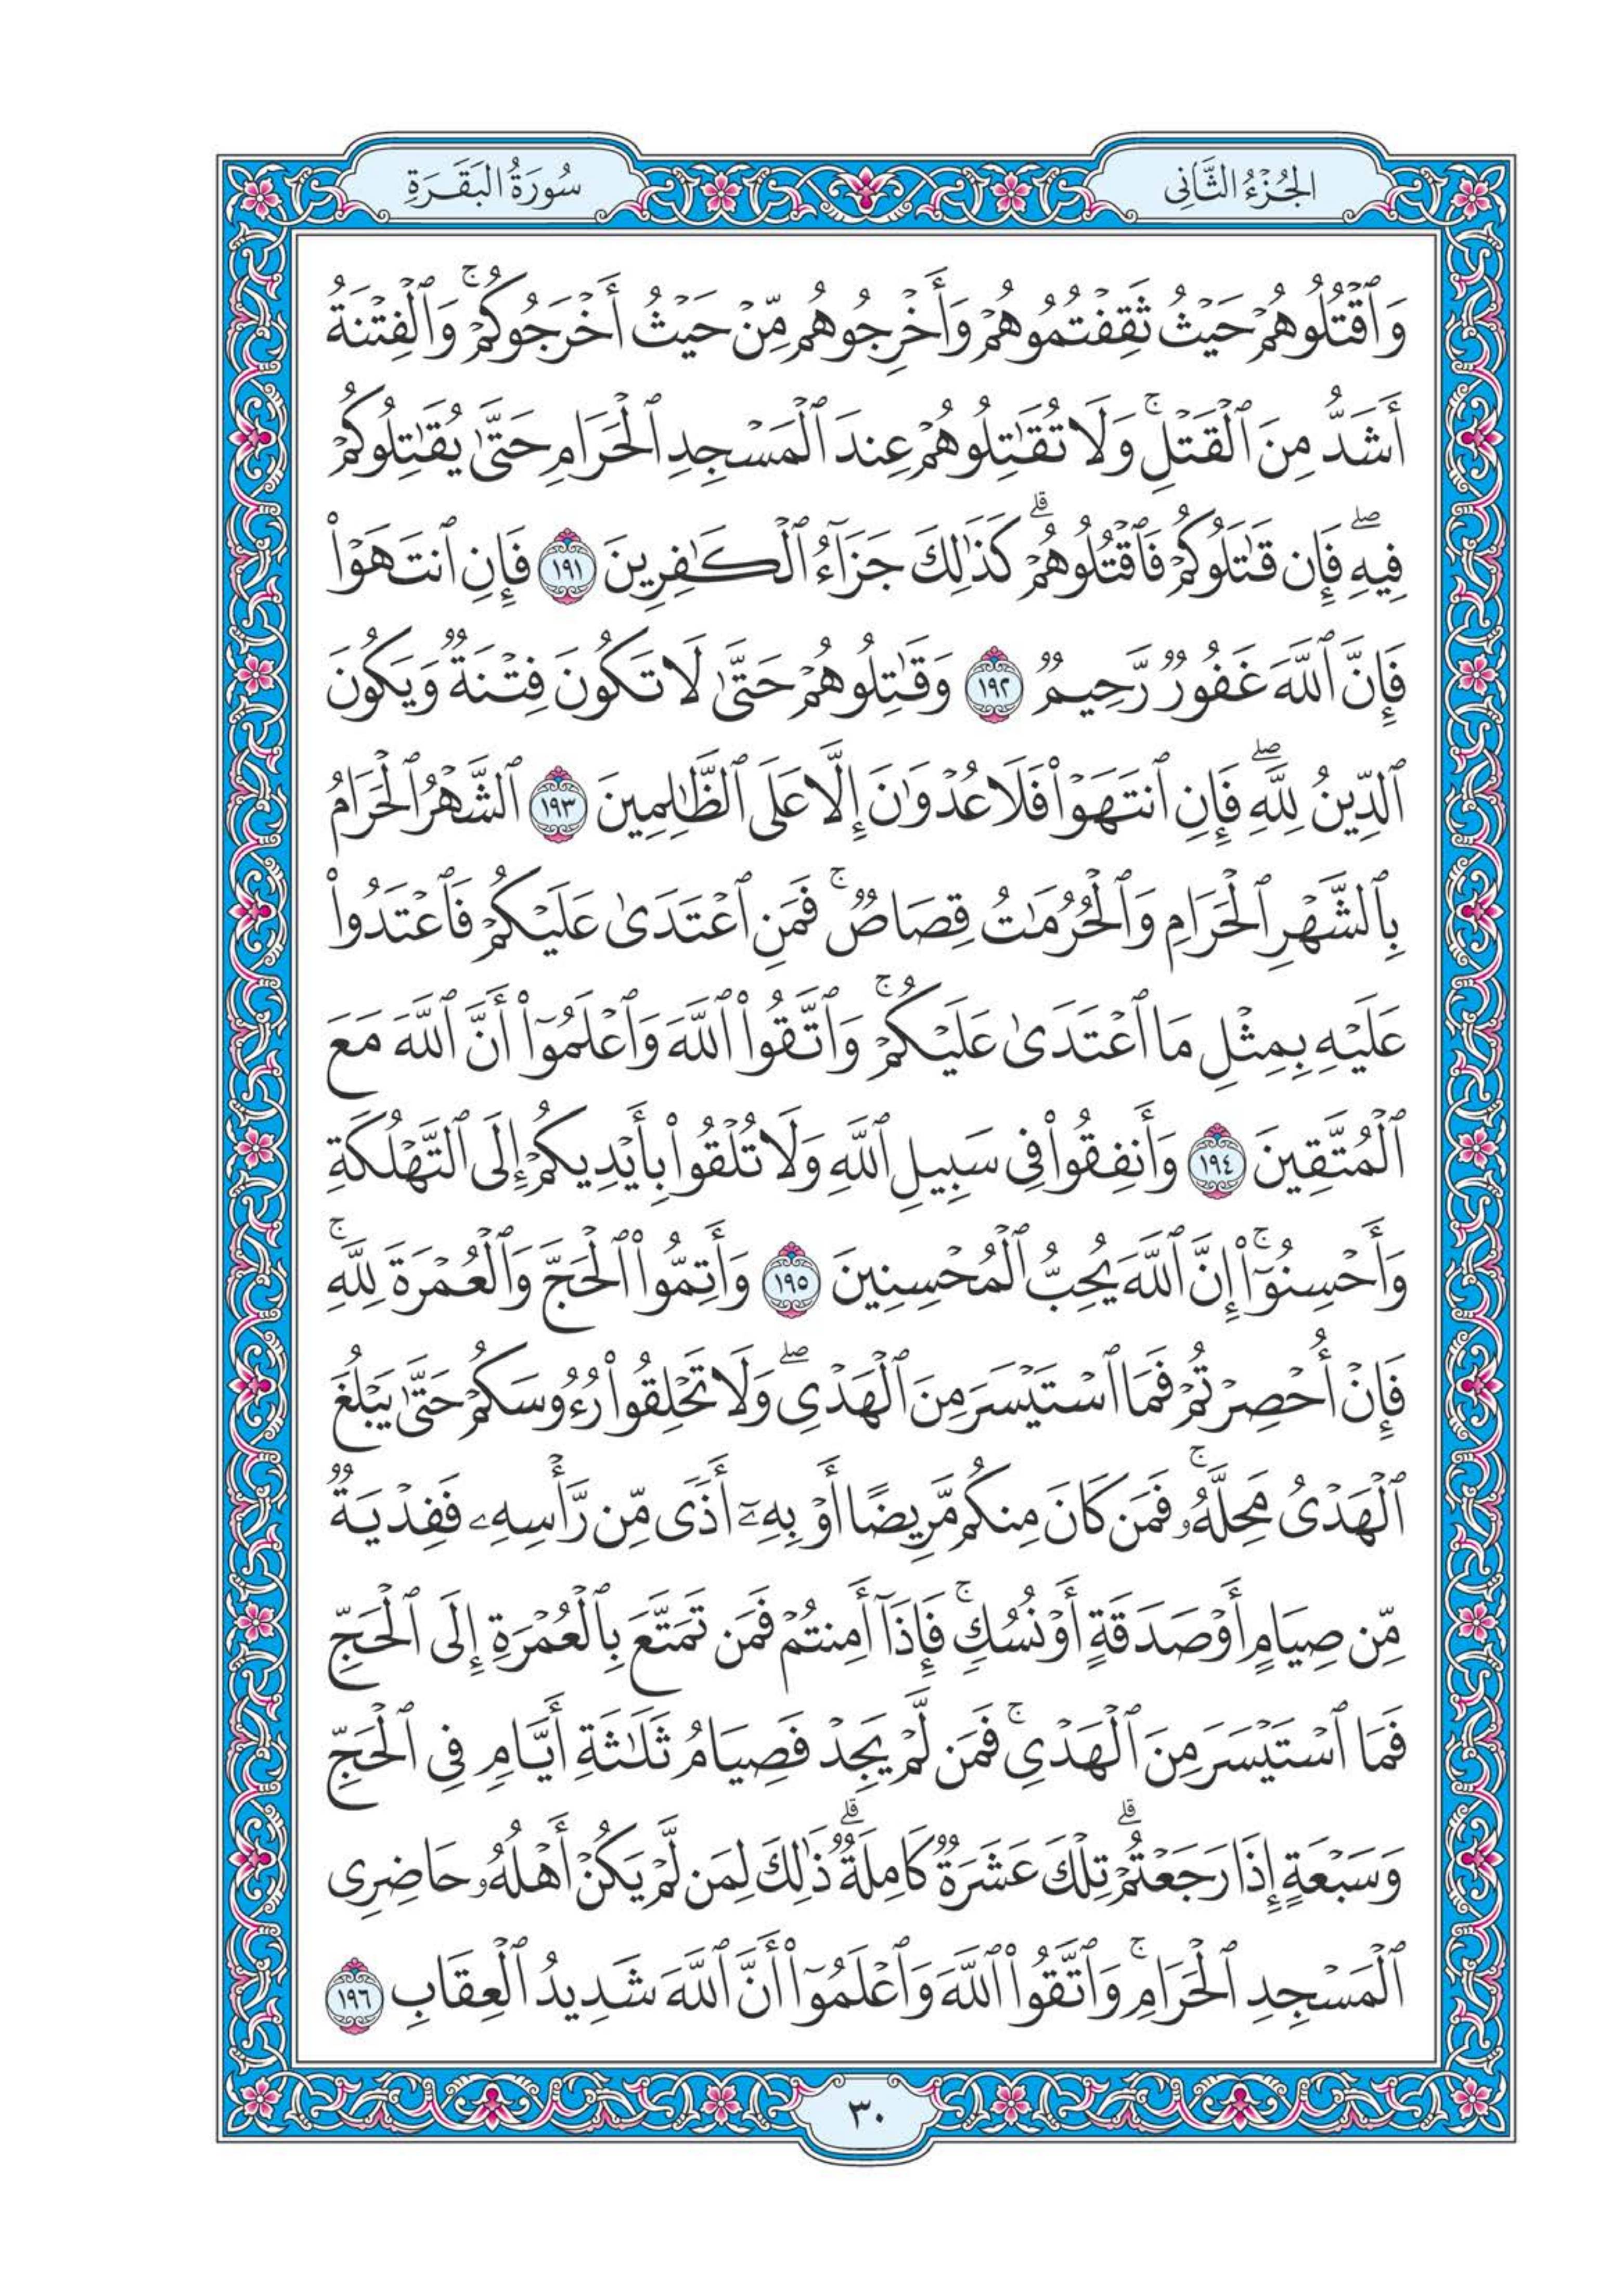 الجُزْءُ الثَّانِى
سُورَةُ البَقَرَةِ
وَٱقْتُلُوهُمْ حَيْثُ ثَقِفْتُمُوهُمْ وَأَخْرِجُوهُم مِّنْ حَيْثُ أَخْرَجُوكُمْ ۚ وَٱلْفِتْنَةُ
أَشَدُّ مِنَ ٱلْقَتْلِ ۚ وَلَا تُقَٰتِلُوهُمْ عِندَ ٱلْمَسْجِدِ ٱلْحَرَامِ حَتَّىٰ يُقَٰتِلُوكُمْ
فِيهِ ۖ فَإِن قَٰتَلُوكُمْ فَٱقْتُلُوهُمْ ۗ كَذَٰلِكَ جَزَآءُ ٱلْكَٰفِرِينَ ١٩١ فَإِنِ ٱنتَهَوْا۟
فَإِنَّ ٱللَّهَ غَفُورٌ رَّحِيمٌ ١٩٢ وَقَٰتِلُوهُمْ حَتَّىٰ لَا تَكُونَ فِتْنَةٌ وَيَكُونَ
ٱلدِّينُ لِلَّهِ ۖ فَإِنِ ٱنتَهَوْا۟ فَلَا عُدْوَٰنَ إِلَّا عَلَى ٱلظَّٰلِمِينَ ١٩٣ ٱلشَّهْرُ ٱلْحَرَامُ
بِٱلشَّهْرِ ٱلْحَرَامِ وَٱلْحُرُمَٰتُ قِصَاصٌ ۚ فَمَنِ ٱعْتَدَىٰ عَلَيْكُمْ فَٱعْتَدُوا۟
عَلَيْهِ بِمِثْلِ مَا ٱعْتَدَىٰ عَلَيْكُمْ ۚ وَٱتَّقُوا۟ ٱللَّهَ وَٱعْلَمُوٓا۟ أَنَّ ٱللَّهَ مَعَ
ٱلْمُتَّقِينَ ١٩٤ وَأَنفِقُوا۟ فِى سَبِيلِ ٱللَّهِ وَلَا تُلْقُوا۟ بِأَيْدِيكُمْ إِلَى ٱلتَّهْلُكَةِ
وَأَحْسِنُوٓا۟ ۚ إِنَّ ٱللَّهَ يُحِبُّ ٱلْمُحْسِنِينَ ١٩٥ وَأَتِمُّوا۟ ٱلْحَجَّ وَٱلْعُمْرَةَ لِلَّهِ ۚ
فَإِنْ أُحْصِرْتُمْ فَمَا ٱسْتَيْسَرَ مِنَ ٱلْهَدْىِ ۖ وَلَا تَحْلِقُوا۟ رُءُوسَكُمْ حَتَّىٰ يَبْلُغَ
ٱلْهَدْىُ مَحِلَّهُۥ ۚ فَمَن كَانَ مِنكُم مَّرِيضًا أَوْ بِهِۦٓ أَذًى مِّن رَّأْسِهِۦ فَفِدْيَةٌ
مِّن صِيَامٍ أَوْ صَدَقَةٍ أَوْ نُسُكٍ ۚ فَإِذَآ أَمِنتُمْ فَمَن تَمَتَّعَ بِٱلْعُمْرَةِ إِلَى ٱلْحَجِّ
فَمَا ٱسْتَيْسَرَ مِنَ ٱلْهَدْىِ ۚ فَمَن لَّمْ يَجِدْ فَصِيَامُ ثَلَٰثَةِ أَيَّامٍ فِى ٱلْحَجِّ
وَسَبْعَةٍ إِذَا رَجَعْتُمْ ۗ تِلْكَ عَشَرَةٌ كَامِلَةٌ ۗ ذَٰلِكَ لِمَن لَّمْ يَكُنْ أَهْلُهُۥ حَاضِرِى
ٱلْمَسْجِدِ ٱلْحَرَامِ ۚ وَٱتَّقُوا۟ ٱللَّهَ وَٱعْلَمُوٓا۟ أَنَّ ٱللَّهَ شَدِيدُ ٱلْعِقَابِ ١٩٦
٣٠